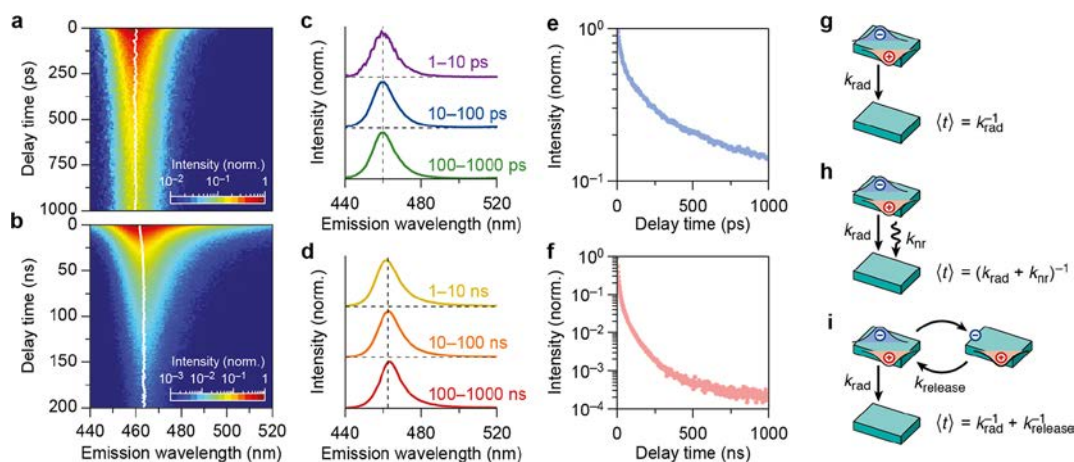 a
Delay time (ps)
0
250
500
750
1000
Intensity (norm.)
10⁻² 10⁻¹ 1
b
Delay time (ns)
0
50
100
150
200
Intensity (norm.)
10⁻³ 10⁻² 10⁻¹ 1
440 460 480 500 520
Emission wavelength (nm)
c
Intensity (norm.)
1–10 ps
10–100 ps
100–1000 ps
440 460 480 500 520
Emission wavelength (nm)
d
Intensity (norm.)
1–10 ns
10–100 ns
100–1000 ns
440 460 480 500 520
Emission wavelength (nm)
e
Intensity (norm.)
10⁰
10⁻¹
0 500 1000
Delay time (ps)
f
Intensity (norm.)
10⁰
10⁻¹
10⁻²
10⁻³
10⁻⁴
0 500 1000
Delay time (ns)
g
− +
k_rad
⟨t⟩ = k_rad⁻¹
h
− +
k_rad k_nr
⟨t⟩ = (k_rad + k_nr)⁻¹
i
− +
− +
k_rad k_release
⟨t⟩ = k_rad⁻¹ + k_release⁻¹